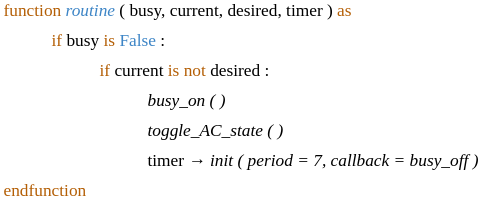 function routine ( busy, current, desired, timer ) as
if busy is False :
if current is not desired :
busy_on ( )
toggle_AC_state ( )
timer → init ( period = 7, callback = busy_off )
endfunction